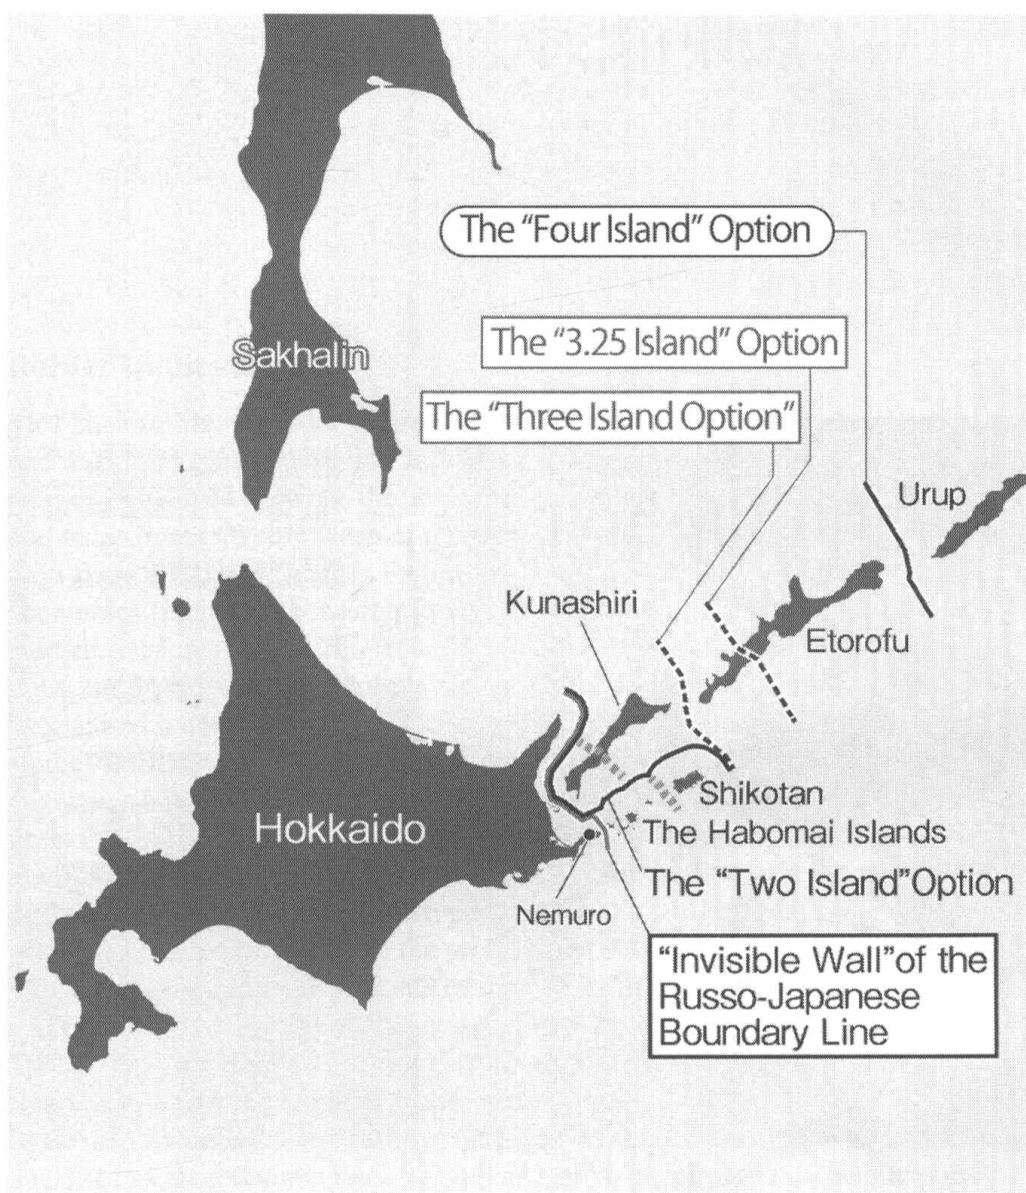 The "Four Island" Option
The "3.25 Island" Option
Sakhalin
The "Three Island Option"
Urup
Kunashiri
Etorofu
Shikotan
Hokkaido
The Habomai Islands
The "Two Island"Option
Nemuro
"Invisible Wall"of the
Russo-Japanese
Boundary Line